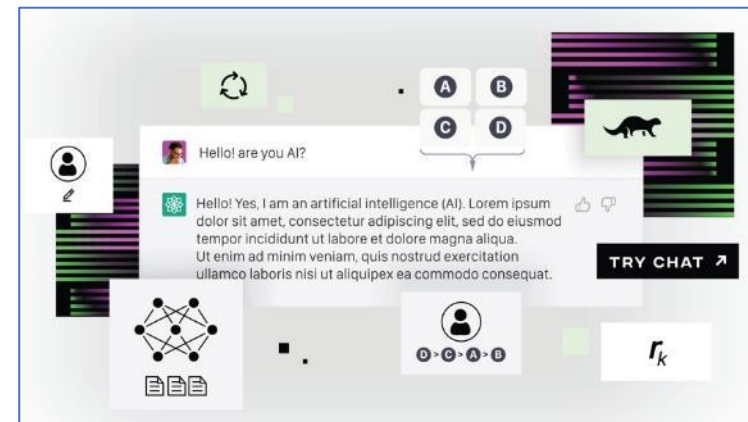 A B
C D
Hello! are you AI?
Hello! Yes, I am an artificial intelligence (AI). Lorem ipsum
dolor sit amet, consectetur adipiscing elit, sed do eiusmod
tempor incididunt ut labore et dolore magna aliqua.
Ut enim ad minim veniam, quis nostrud exercitation
ullamco laboris nisi ut aliquipex ea commodo consequat.
TRY CHAT ↗
D > C > A > B
rk